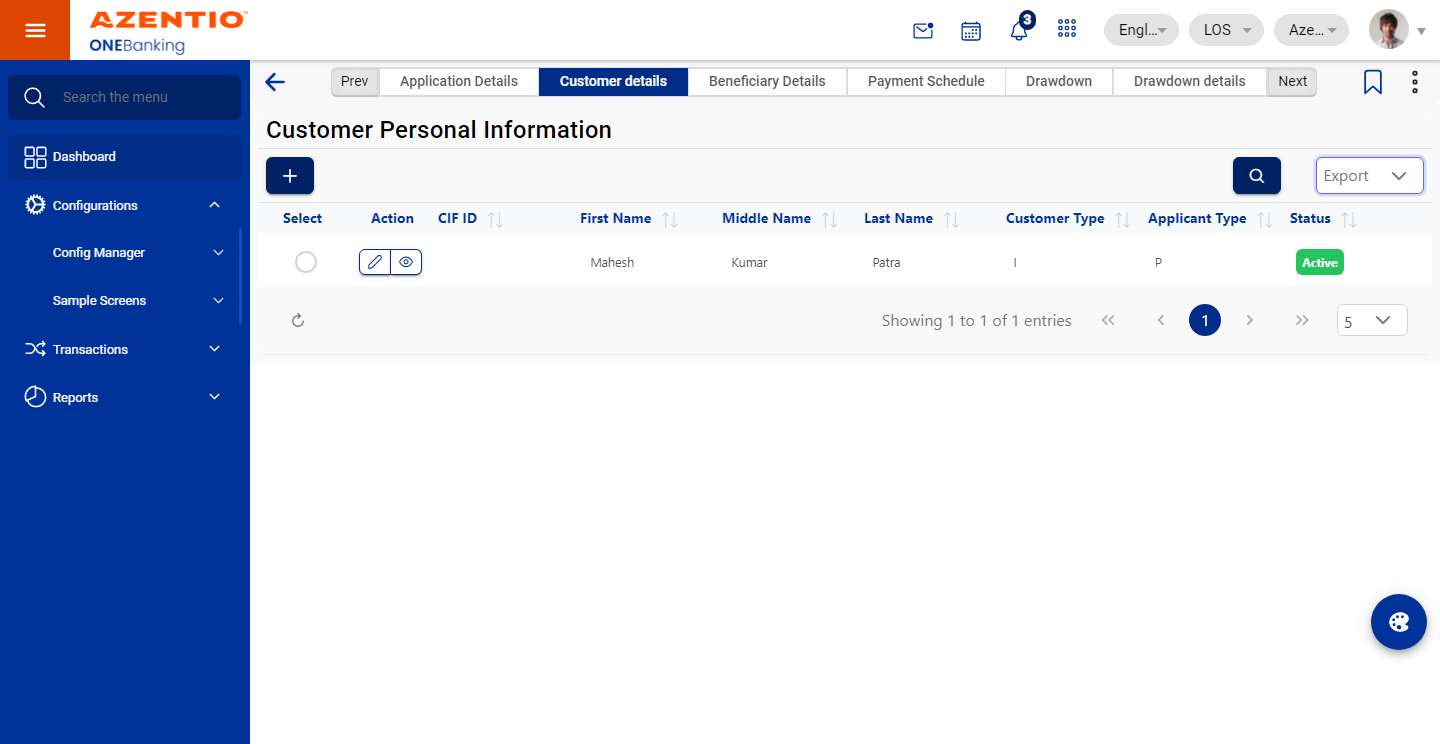 AZENTIO™
ONEBanking
3
Engl...
LOS
Aze...
Search the menu
Dashboard
Configurations
Config Manager
Sample Screens
Transactions
Reports
Prev Application Details Customer details Beneficiary Details Payment Schedule Drawdown Drawdown details Next
Customer Personal Information
+
Export
Select Action CIF ID First Name Middle Name Last Name Customer Type Applicant Type Status
Mahesh Kumar Patra I P Active
Showing 1 to 1 of 1 entries 1 5